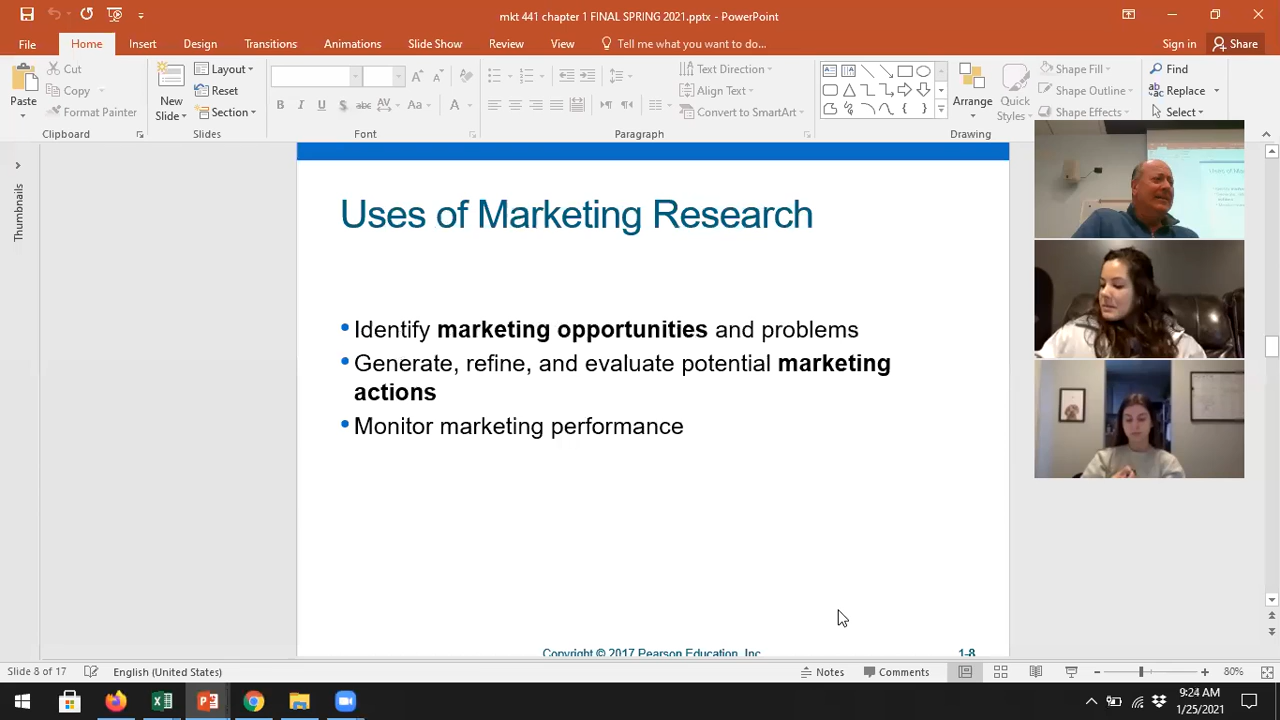 mkt 441 chapter 1 FINAL SPRING 2021.pptx - PowerPoint
File Home Insert Design Transitions Animations Slide Show Review View Tell me what you want to do... Sign in Share
Paste
Cut
Copy
Format Painter
Clipboard
New Slide
Layout
Reset
Section
Slides
Font
Text Direction
Align Text
Convert to SmartArt
Paragraph
Arrange
Quick Styles
Shape Fill
Shape Outline
Shape Effects
Drawing
Find
Replace
Select
Thumbnails
Uses of Marketing Research
• Identify marketing opportunities and problems
• Generate, refine, and evaluate potential marketing
actions
• Monitor marketing performance
Copyright © 2017 Pearson Education, Inc
1-8
Slide 8 of 17 English (United States) Notes Comments 80%
9:24 AM
1/25/2021